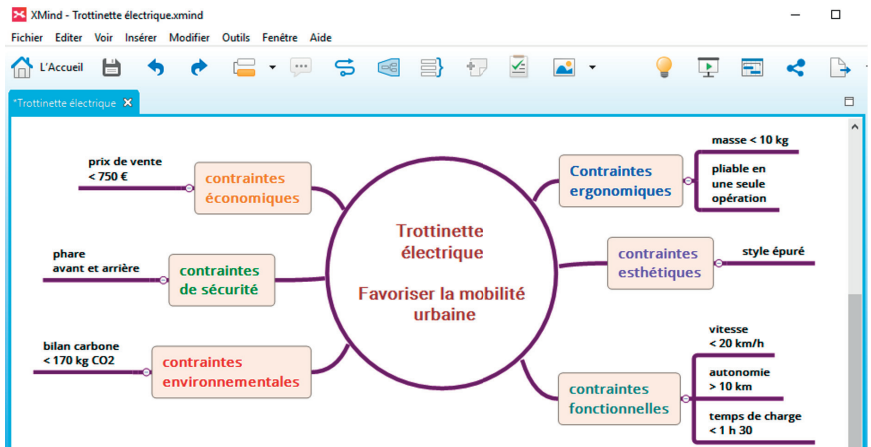 XMind - Trottinette électrique.xmind
Fichier Editer Voir Insérer Modifier Outils Fenêtre Aide
L'Accueil
*Trottinette électrique
prix de vente
< 750 €
contraintes
économiques
phare
avant et arrière
contraintes
de sécurité
bilan carbone
< 170 kg CO2
contraintes
environnementales
Trottinette
électrique
Favoriser la mobilité
urbaine
Contraintes
ergonomiques
masse < 10 kg
pliable en
une seule
opération
contraintes
esthétiques
style épuré
contraintes
fonctionnelles
vitesse
< 20 km/h
autonomie
> 10 km
temps de charge
< 1 h 30